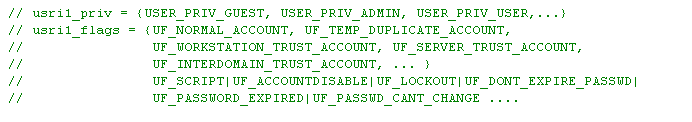 // usri1_priv = {USER_PRIV_GUEST, USER_PRIV_ADMIN, USER_PRIV_USER,...}
// usri1_flags = {UF_NORMAL_ACCOUNT, UF_TEMP_DUPLICATE_ACCOUNT,
// UF_WORKSTATION_TRUST_ACCOUNT, UF_SERVER_TRUST_ACCOUNT,
// UF_INTERDOMAIN_TRUST_ACCOUNT, ... }
// UF_SCRIPT|UF_ACCOUNTDISABLE|UF_LOCKOUT|UF_DONT_EXPIRE_PASSWD|
// UF_PASSWORD_EXPIRED|UF_PASSWD_CANT_CHANGE ....